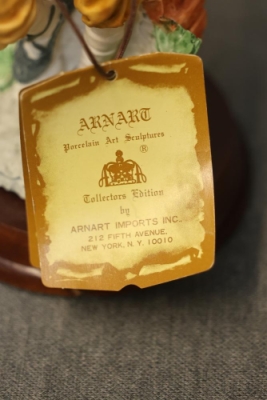 ARNART
Porcelain Art Sculptures
®
Collectors Edition
by
ARNART IMPORTS INC.
212 FIFTH AVENUE,
NEW YORK, N.Y. 10010